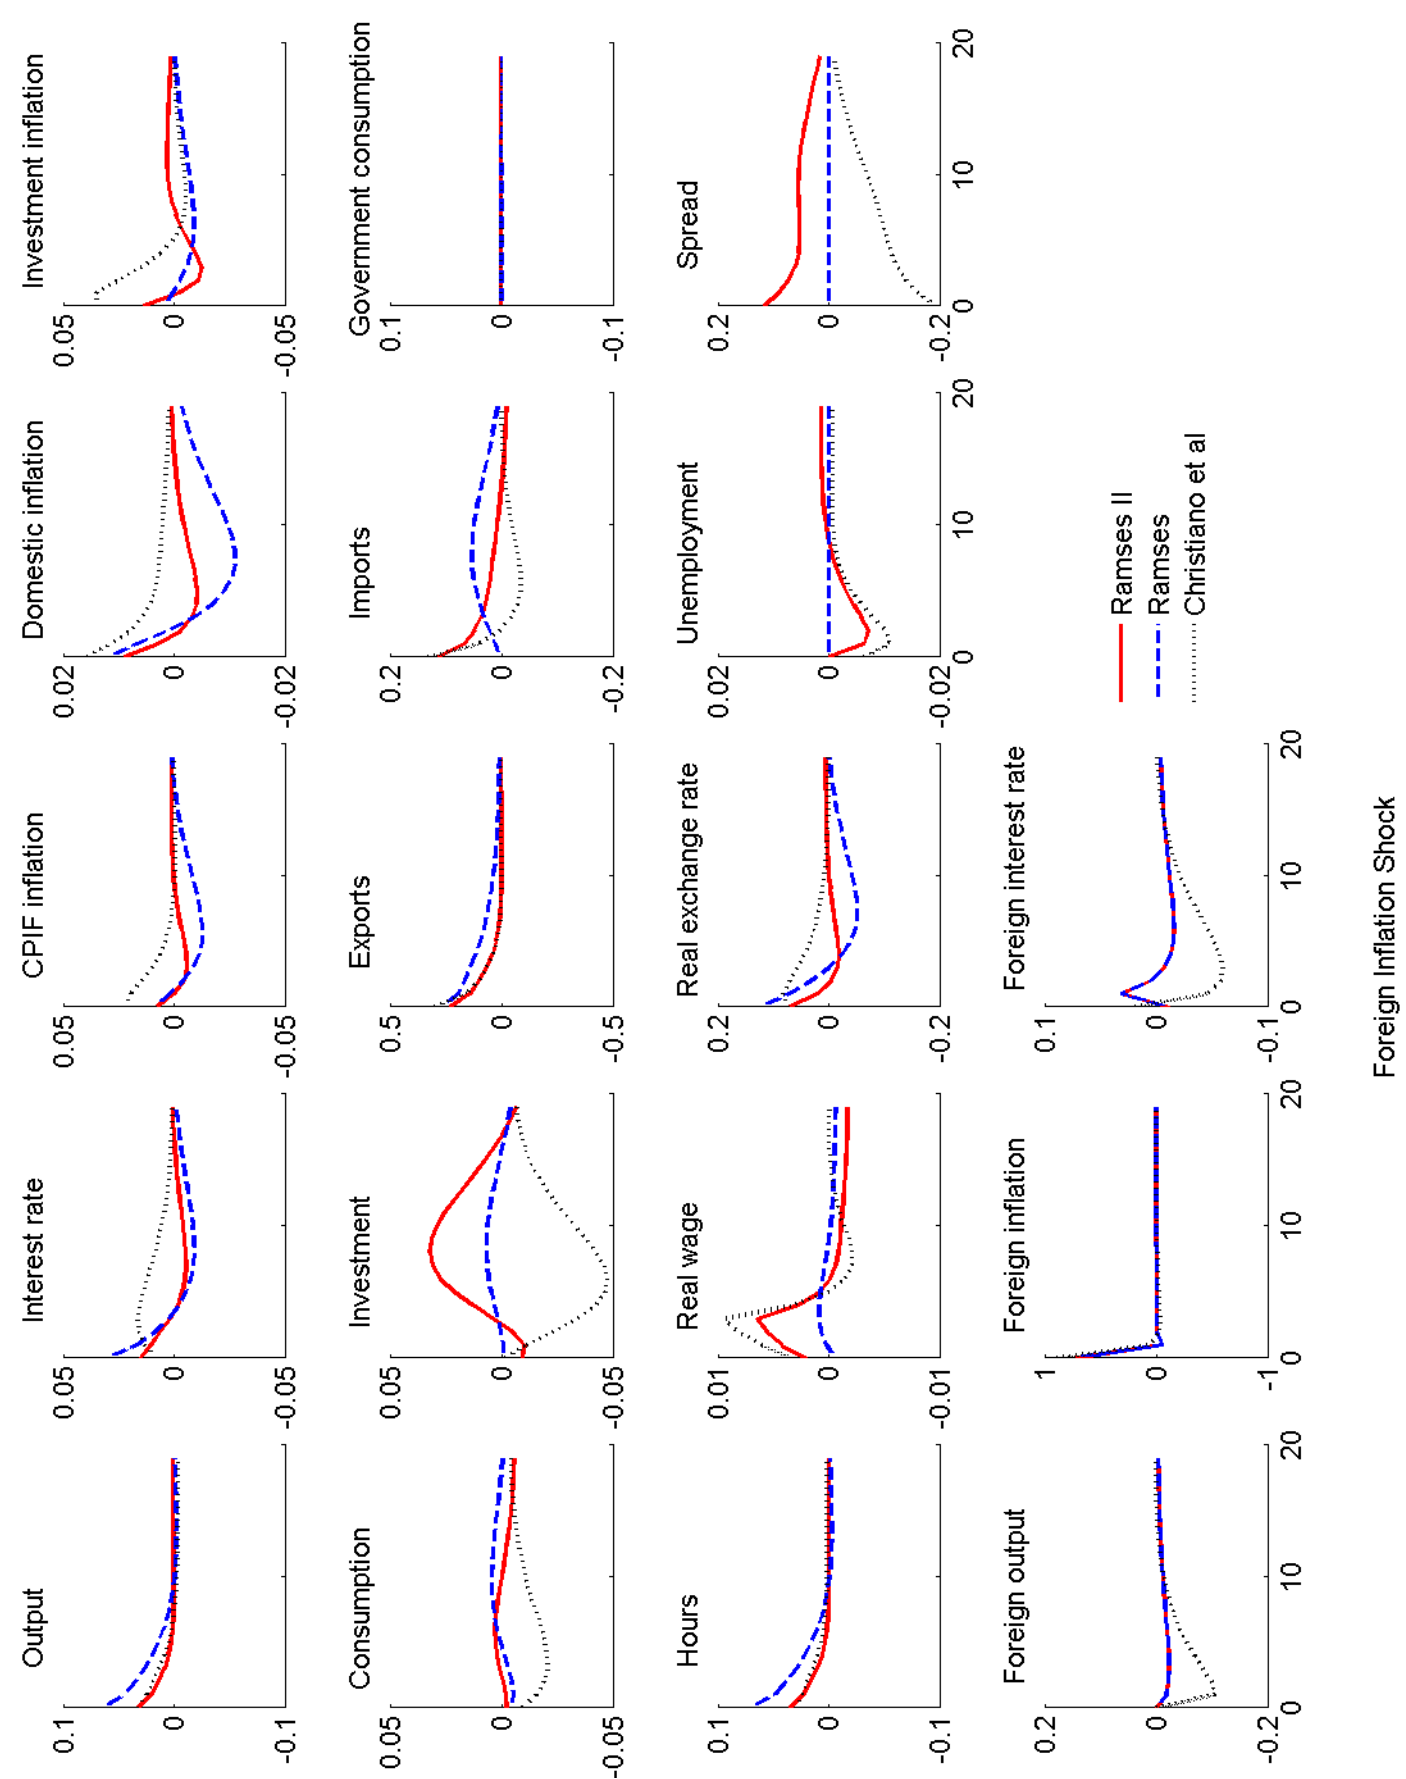 Output Interest rate CPIF inflation Domestic inflation Investment inflation
0.1 0.05 0.05 0.02 0.05
0 0 0 0 0
-0.1 -0.05 -0.05 -0.02 -0.05
Consumption Investment Exports Imports Government consumption
0.05 0.05 0.5 0.2 0.1
0 0 0 0 0
-0.05 -0.05 -0.5 -0.2 -0.1
Hours Real wage Real exchange rate Unemployment Spread
0.1 0.01 0.2 0.02 0.2
0 0 0 0 0
-0.1 -0.01 -0.2 -0.02 -0.2
0 10 20 0 10 20
Foreign output Foreign inflation Foreign interest rate
0.2 1 0.1
0 0 0
-0.2 -1 -0.1
0 10 20 0 10 20 0 10 20
Ramses II
Ramses
Christiano et al
Foreign Inflation Shock